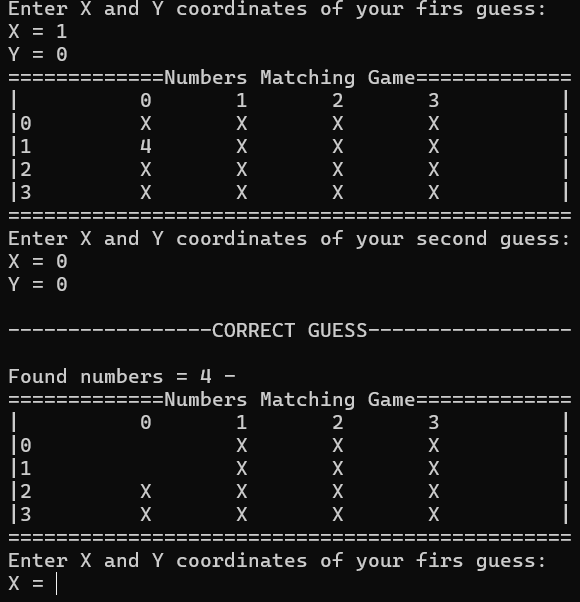 Enter X and Y coordinates of your firs guess:
X = 1
Y = 0
=============Numbers Matching Game=============
|          0       1       2       3          |
|0         X       X       X       X          |
|1         4       X       X       X          |
|2         X       X       X       X          |
|3         X       X       X       X          |
===============================================
Enter X and Y coordinates of your second guess:
X = 0
Y = 0
-----------------CORRECT GUESS-----------------
Found numbers = 4 -
=============Numbers Matching Game=============
|          0       1       2       3          |
|0                 X       X       X          |
|1                 X       X       X          |
|2         X       X       X       X          |
|3         X       X       X       X          |
===============================================
Enter X and Y coordinates of your firs guess:
X =